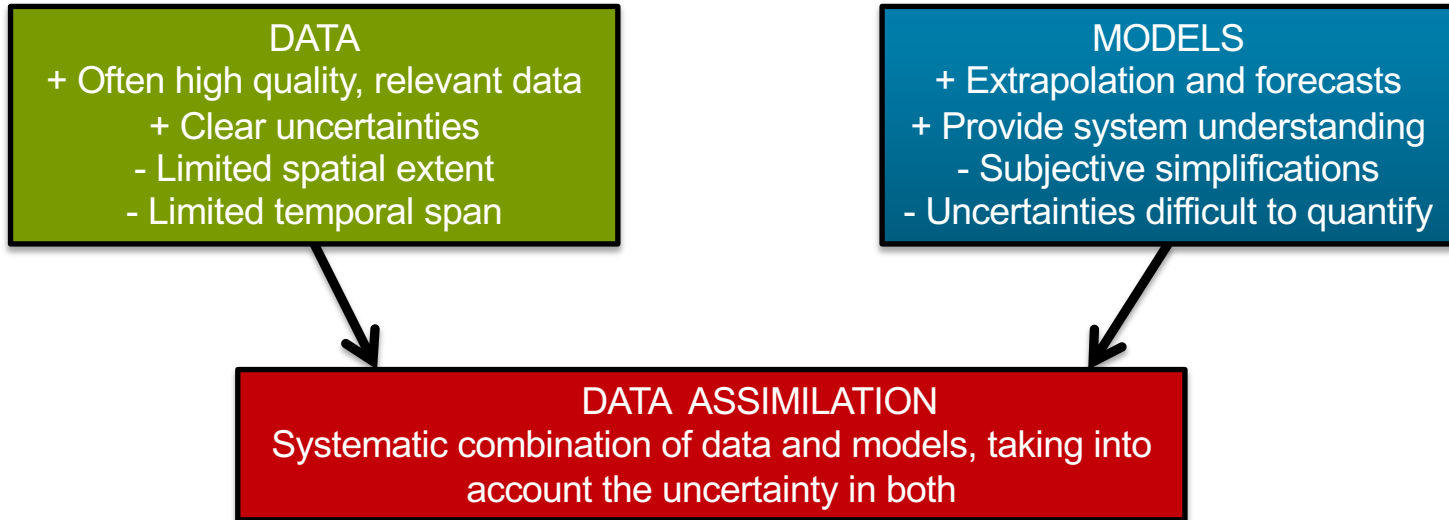 DATA
+ Often high quality, relevant data
+ Clear uncertainties
- Limited spatial extent
- Limited temporal span
MODELS
+ Extrapolation and forecasts
+ Provide system understanding
- Subjective simplifications
- Uncertainties difficult to quantify
DATA ASSIMILATION
Systematic combination of data and models, taking into
account the uncertainty in both